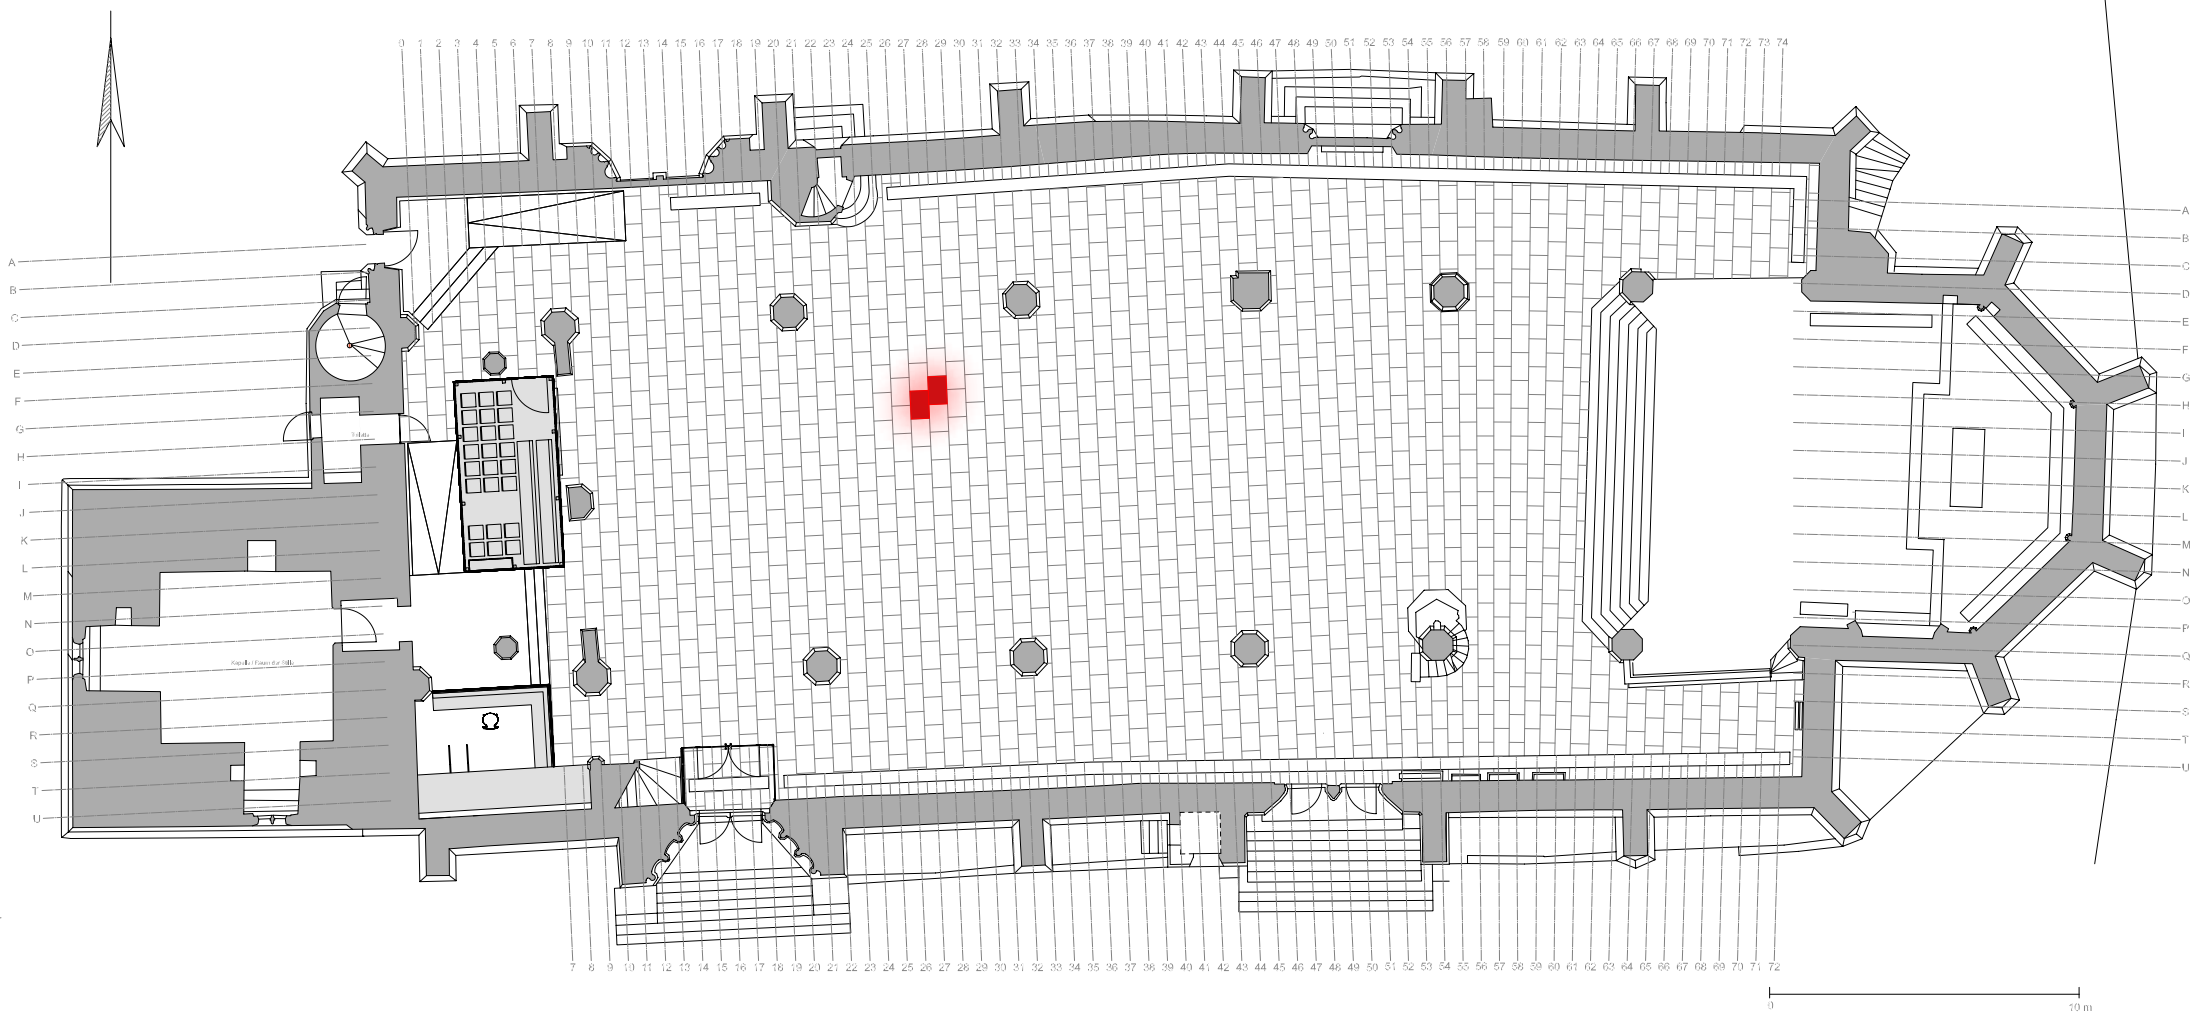 0 1 2 3 4 5 6 7 8 9 10 11 12 13 14 15 16 17 18 19 20 21 22 23 24 25 26 27 28 29 30 31 32 33 34 35 36 37 38 39 40 41 42 43 44 45 46 47 48 49 50 51 52 53 54 55 56 57 58 59 60 61 62 63 64 65 66 67 68 69 70 71 72 73 74
A A
B B
C C
D D
E E
F F
G G
H H
I I
J J
K K
L L
M M
N N
O O
P P
Q Q
R R
S S
T T
U U
7 8 9 10 11 12 13 14 15 16 17 18 19 20 21 22 23 24 25 26 27 28 29 30 31 32 33 34 35 36 37 38 39 40 41 42 43 44 45 46 47 48 49 50 51 52 53 54 55 56 57 58 59 60 61 62 63 64 65 66 67 68 69 70 71 72
0 10 m